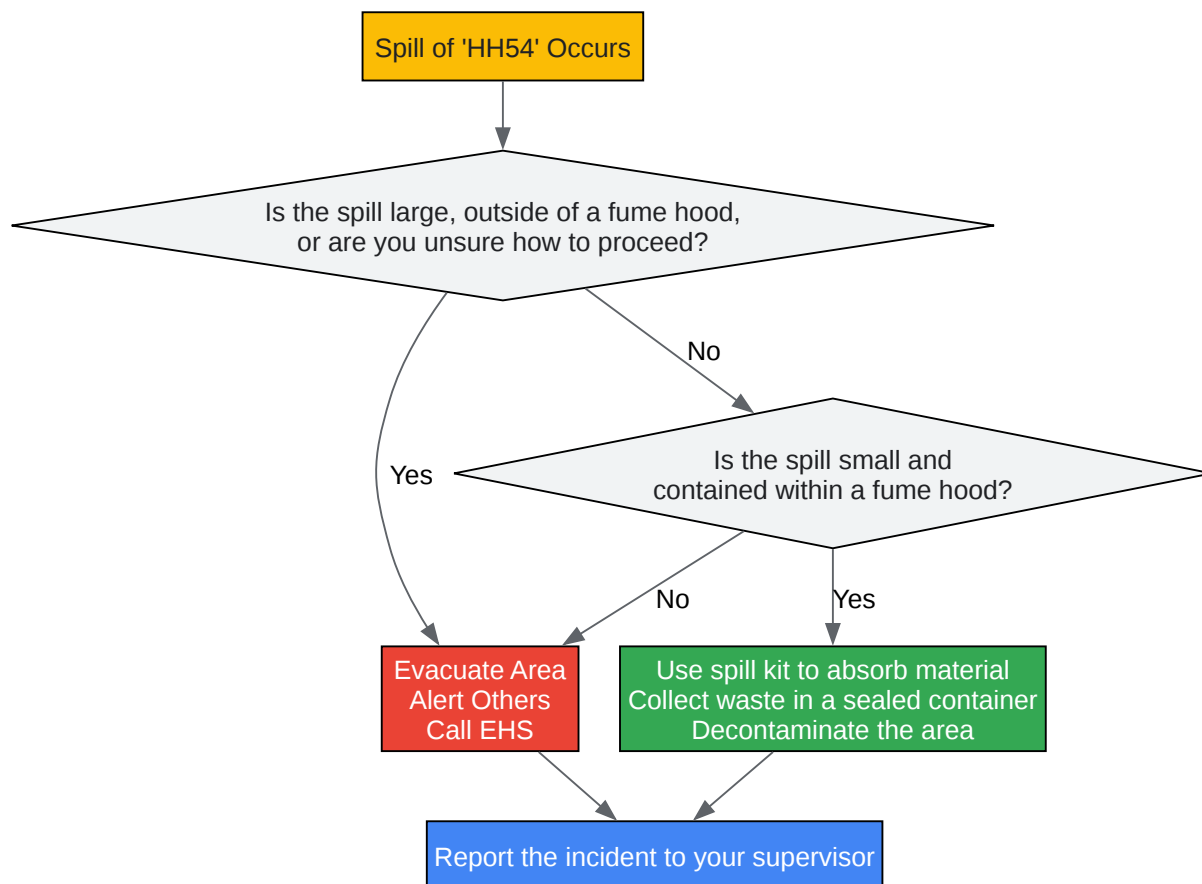 Spill of 'HH54' Occurs
Is the spill large, outside of a fume hood,
or are you unsure how to proceed?
No
Yes
Is the spill small and
contained within a fume hood?
No
Yes
Evacuate Area
Alert Others
Call EHS
Use spill kit to absorb material
Collect waste in a sealed container
Decontaminate the area
Report the incident to your supervisor